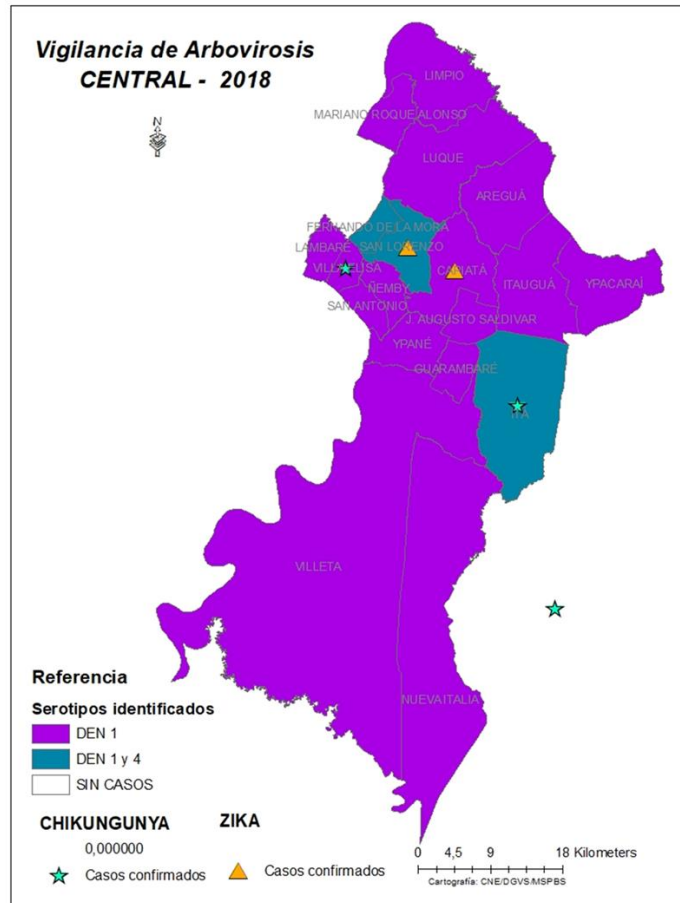 Vigilancia de Arbovirosis
CENTRAL - 2018
N
LIMPIO
MARIANO ROQUE ALONSO
LUQUE
AREGUÁ
FERNANDO DE LA MORA
LAMBARÉ
SAN LORENZO
VILLA ELISA
CAPIATÁ
ITAUGUÁ
YPACARAÍ
ÑEMBY
SAN ANTONIO
J. AUGUSTO SALDIVAR
YPANÉ
GUARAMBARÉ
ITÁ
VILLETA
NUEVA ITALIA
Referencia
Serotipos identificados
DEN 1
DEN 1 y 4
SIN CASOS
CHIKUNGUNYA
0,000000
Casos confirmados
ZIKA
Casos confirmados
0 4,5 9 18 Kilometers
Cartografía: CNE/DGVS/MSPBS